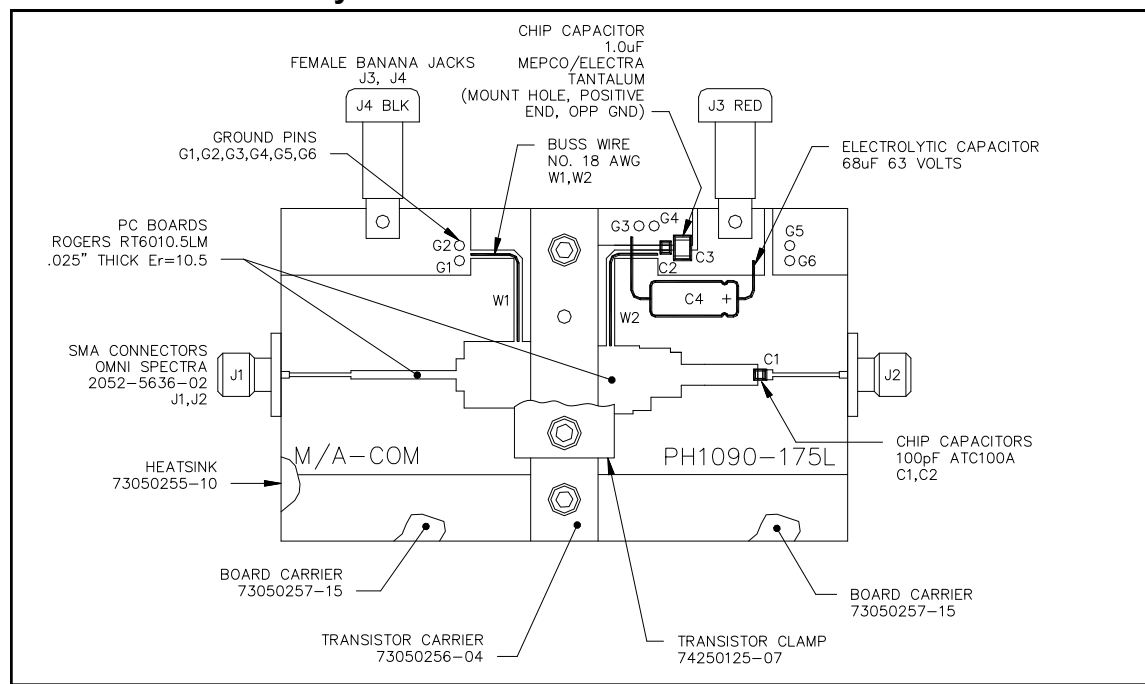 CHIP CAPACITOR
1.0uF
MEPCO/ELECTRA
TANTALUM
(MOUNT HOLE, POSITIVE
END, OPP GND)
FEMALE BANANA JACKS
J3, J4
J4 BLK
J3 RED
GROUND PINS
G1,G2,G3,G4,G5,G6
BUSS WIRE
NO. 18 AWG
W1,W2
ELECTROLYTIC CAPACITOR
68uF 63 VOLTS
PC BOARDS
ROGERS RT6010.5LM
.025" THICK Er=10.5
G2
G1
G3
G4
G5
G6
C2
C3
C4
+
W1
W2
SMA CONNECTORS
OMNI SPECTRA
2052-5636-02
J1,J2
J1
C1
J2
M/A-COM
PH1090-175L
CHIP CAPACITORS
100pF ATC100A
C1,C2
HEATSINK
73050255-10
BOARD CARRIER
73050257-15
BOARD CARRIER
73050257-15
TRANSISTOR CARRIER
73050256-04
TRANSISTOR CLAMP
74250125-07